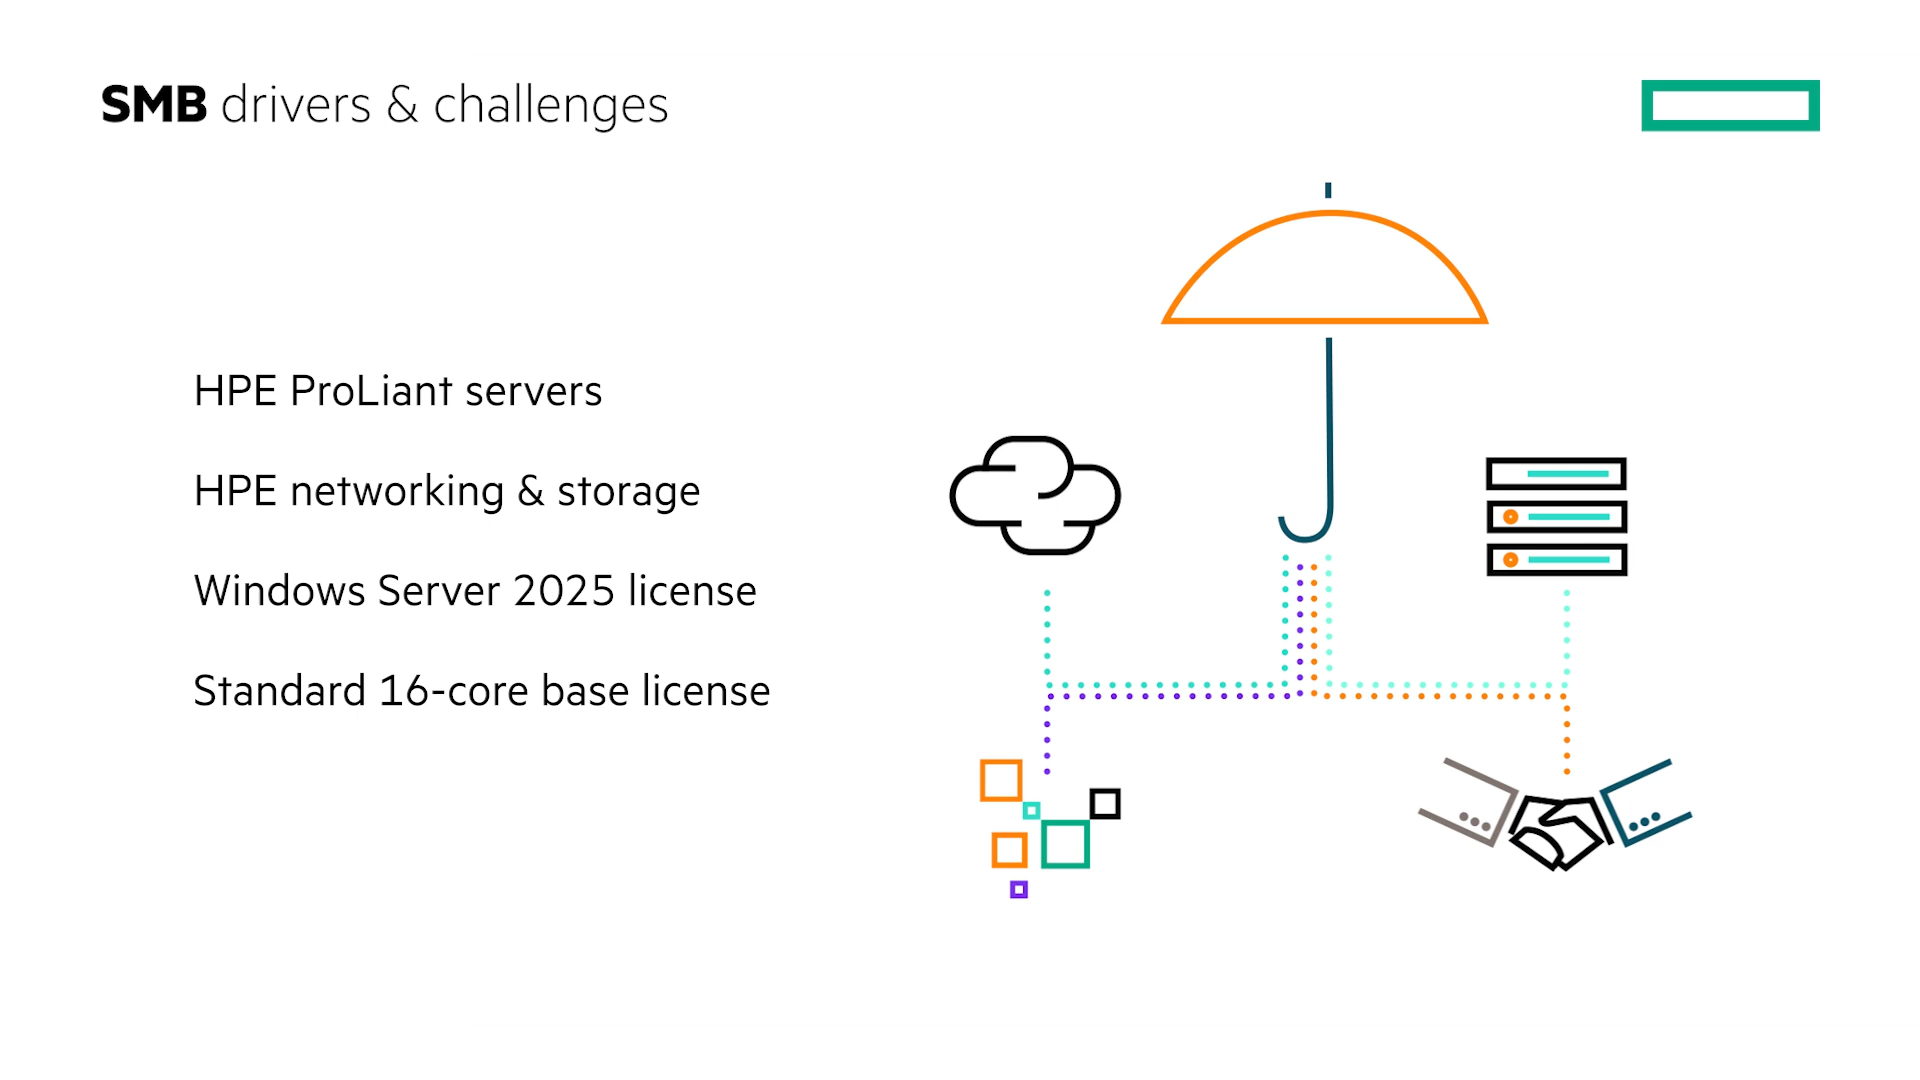 SMB drivers & challenges
HPE ProLiant servers
HPE networking & storage
Windows Server 2025 license
Standard 16-core base license